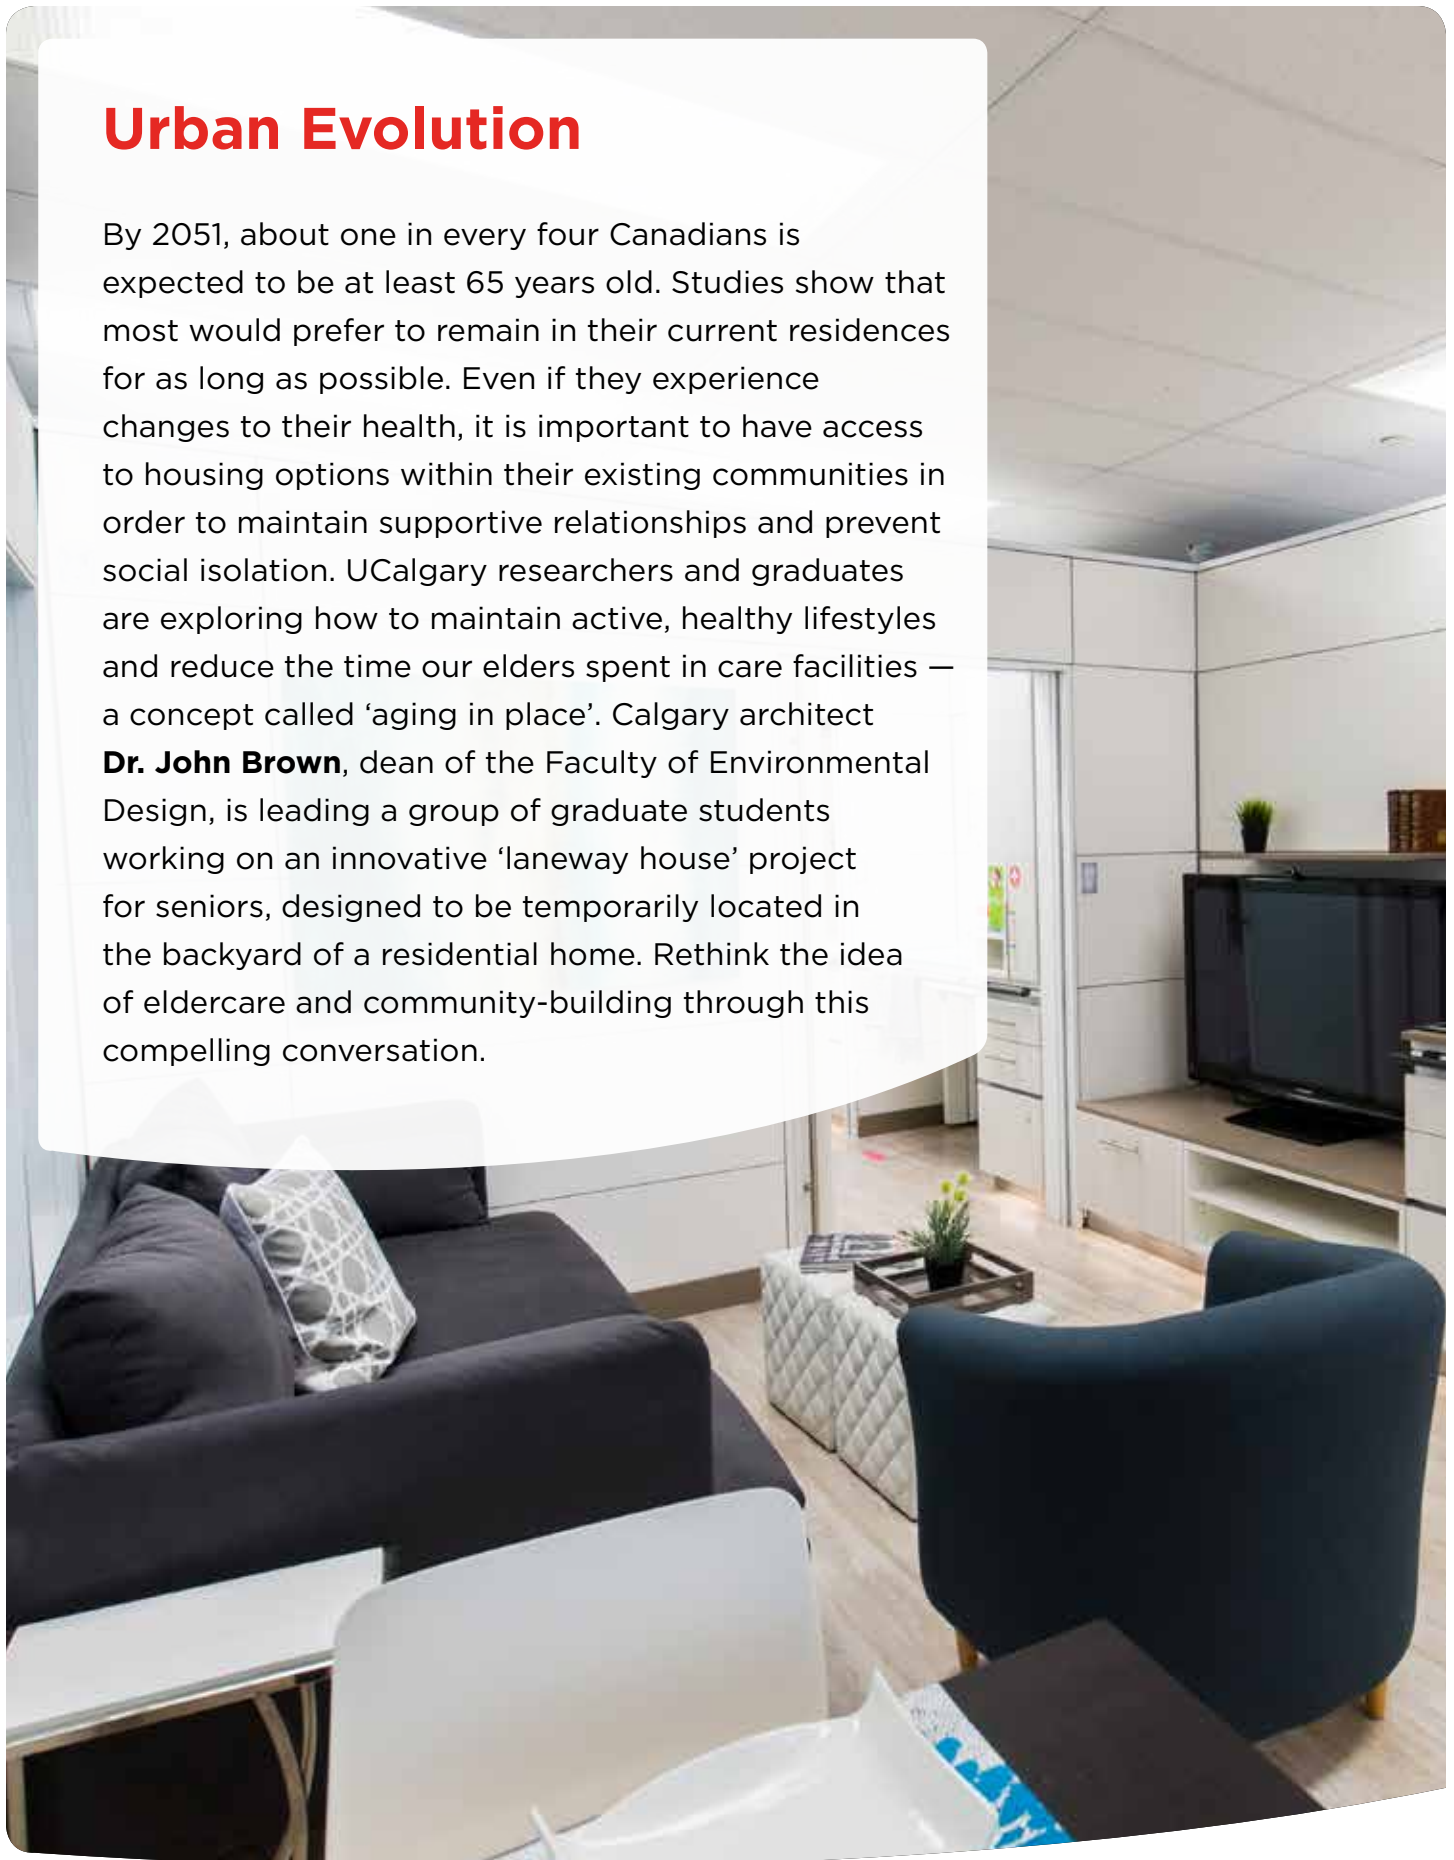 Urban Evolution
By 2051, about one in every four Canadians is
expected to be at least 65 years old. Studies show that
most would prefer to remain in their current residences
for as long as possible. Even if they experience
changes to their health, it is important to have access
to housing options within their existing communities in
order to maintain supportive relationships and prevent
social isolation. UCalgary researchers and graduates
are exploring how to maintain active, healthy lifestyles
and reduce the time our elders spent in care facilities —
a concept called ‘aging in place’. Calgary architect
Dr. John Brown, dean of the Faculty of Environmental
Design, is leading a group of graduate students
working on an innovative ‘laneway house’ project
for seniors, designed to be temporarily located in
the backyard of a residential home. Rethink the idea
of eldercare and community-building through this
compelling conversation.